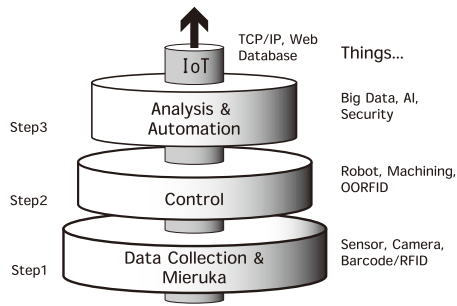 TCP/IP, Web
Database
Things...
IoT
Analysis &
Automation
Big Data, AI,
Security
Step3
Control
Robot, Machining,
OORFID
Step2
Data Collection &
Mieruka
Sensor, Camera,
Barcode/RFID
Step1